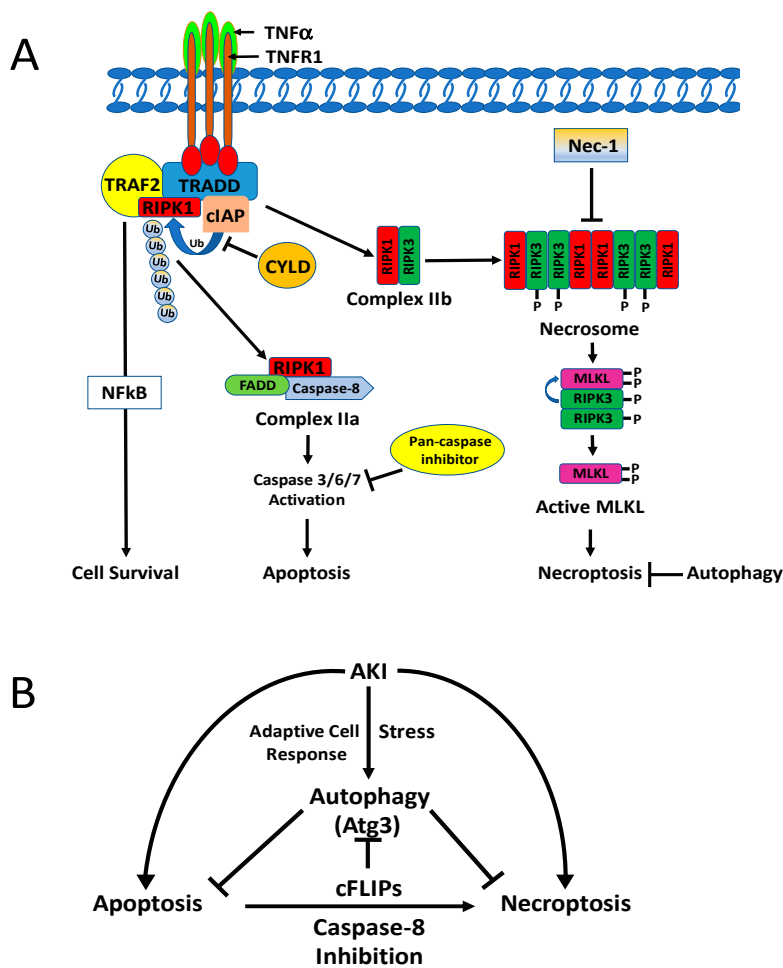 A
TNFα
TNFR1
Nec-1
TRAF2
TRADD
RIPK1
cIAP
Ub
Ub
Ub
Ub
Ub
Ub
Ub
CYLD
RIPK1
RIPK3
Complex IIb
RIPK1
RIPK3
RIPK3
RIPK1
RIPK1
RIPK3
RIPK3
RIPK1
P P P P
Necrosome
RIPK1
FADD
Caspase-8
Complex IIa
NFkB
MLKL
P
P
RIPK3
P
RIPK3
P
Pan-caspase
inhibitor
Caspase 3/6/7
Activation
MLKL
P
P
Active MLKL
Cell Survival
Apoptosis
Necroptosis
Autophagy
B
AKI
Adaptive Cell
Response
Stress
Autophagy
(Atg3)
cFLIPs
Apoptosis
Necroptosis
Caspase-8
Inhibition